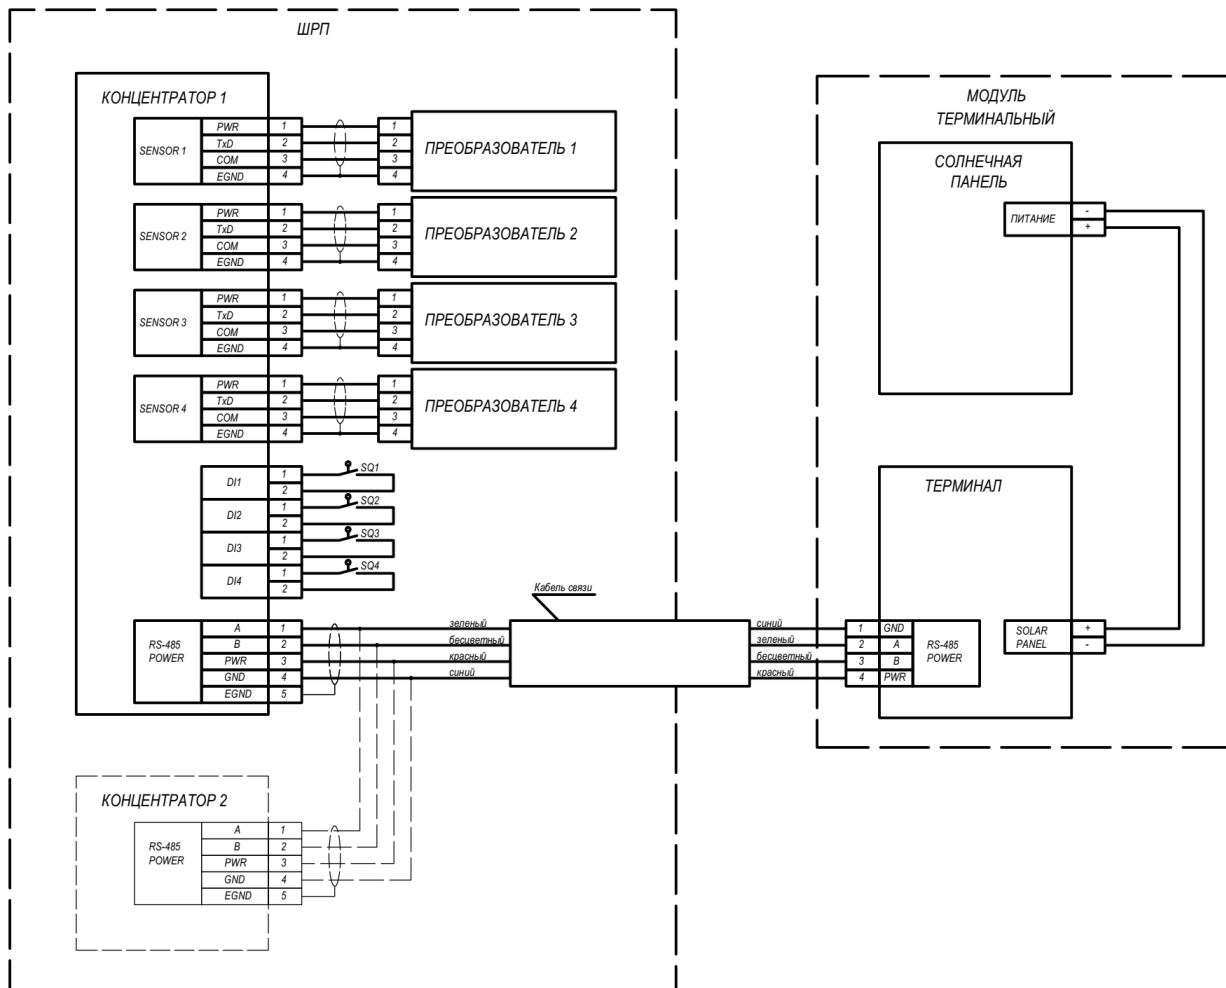 ШРП
КОНЦЕНТРАТОР 1
SENSOR 1
PWR 1
TxD 2
COM 3
EGND 4
1
2
3
4
ПРЕОБРАЗОВАТЕЛЬ 1
SENSOR 2
PWR 1
TxD 2
COM 3
EGND 4
1
2
3
4
ПРЕОБРАЗОВАТЕЛЬ 2
SENSOR 3
PWR 1
TxD 2
COM 3
EGND 4
1
2
3
4
ПРЕОБРАЗОВАТЕЛЬ 3
SENSOR 4
PWR 1
TxD 2
COM 3
EGND 4
1
2
3
4
ПРЕОБРАЗОВАТЕЛЬ 4
DI1
1
2
SQ1
DI2
1
2
SQ2
DI3
1
2
SQ3
DI4
1
2
SQ4
RS-485
POWER
A 1
B 2
PWR 3
GND 4
EGND 5
зеленый
бесцветный
красный
синий
Кабель связи
синий
зеленый
бесцветный
красный
КОНЦЕНТРАТОР 2
RS-485
POWER
A 1
B 2
PWR 3
GND 4
EGND 5
МОДУЛЬ
ТЕРМИНАЛЬНЫЙ
СОЛНЕЧНАЯ
ПАНЕЛЬ
ПИТАНИЕ
-
+
ТЕРМИНАЛ
1 GND
2 A
3 B
4 PWR
RS-485
POWER
SOLAR
PANEL
+
-